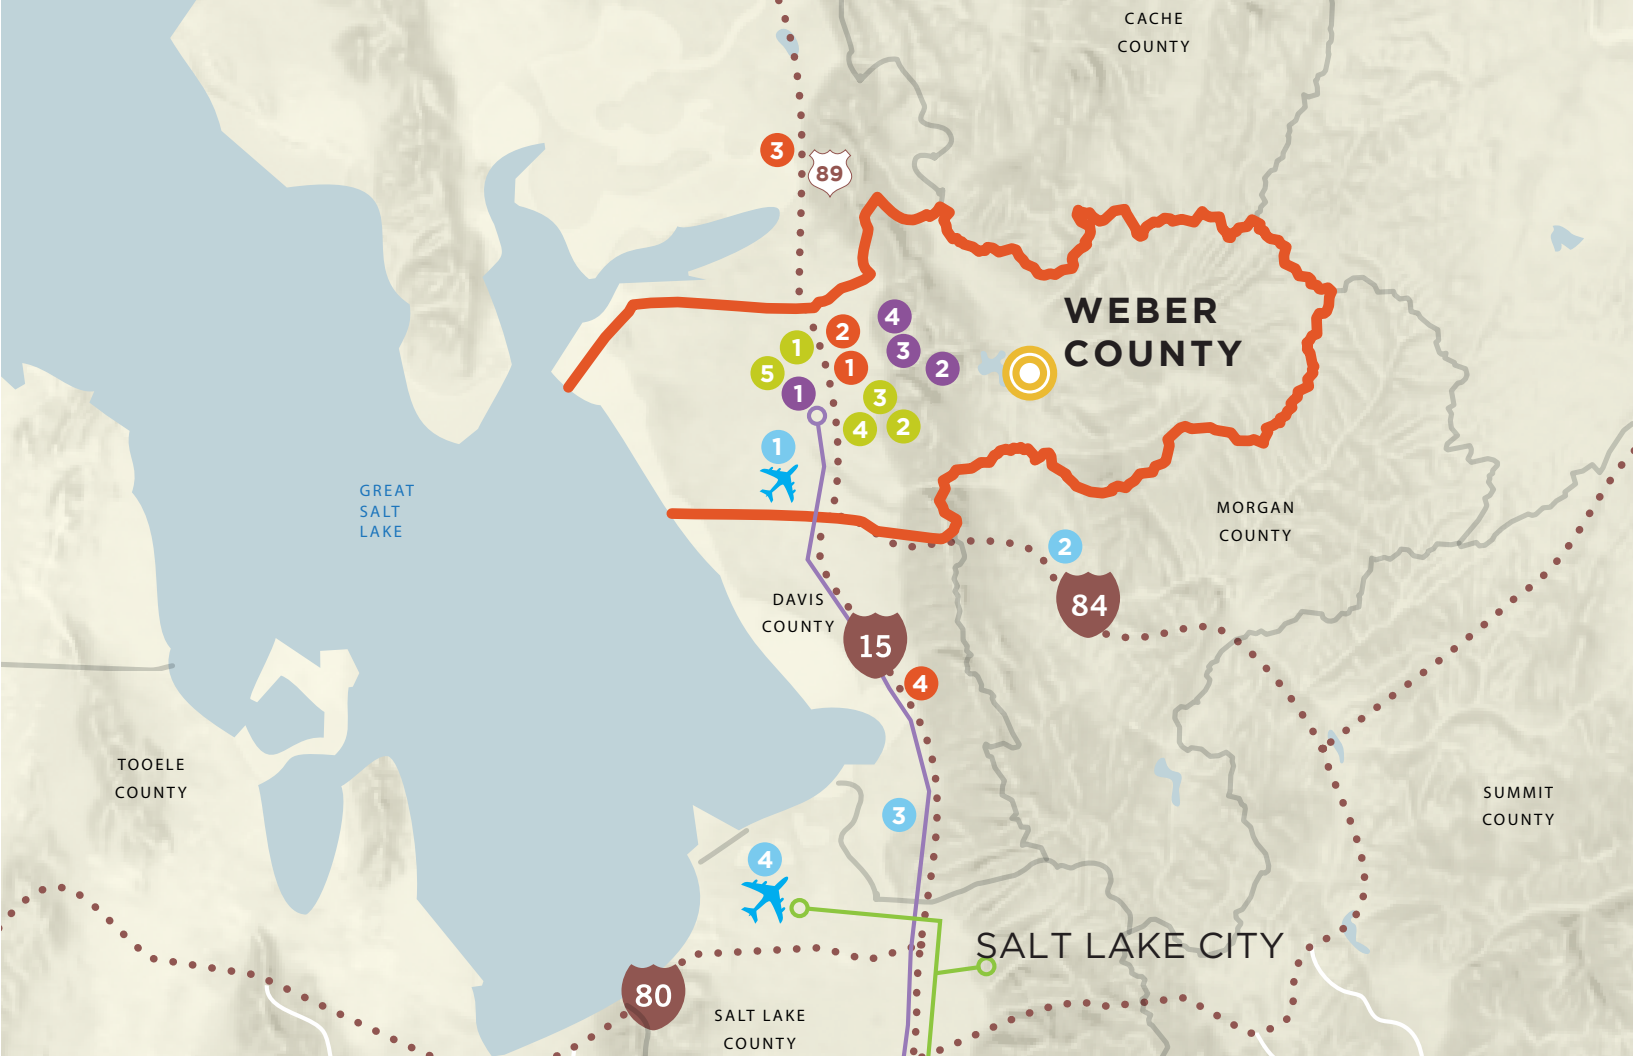 CACHE
COUNTY
3
89
WEBER
COUNTY
4
2
1
3
5
1
2
1
3
4
2
1
GREAT
SALT
LAKE
MORGAN
COUNTY
2
84
DAVIS
COUNTY
15
4
TOOELE
COUNTY
3
SUMMIT
COUNTY
4
SALT LAKE CITY
80
SALT LAKE
COUNTY